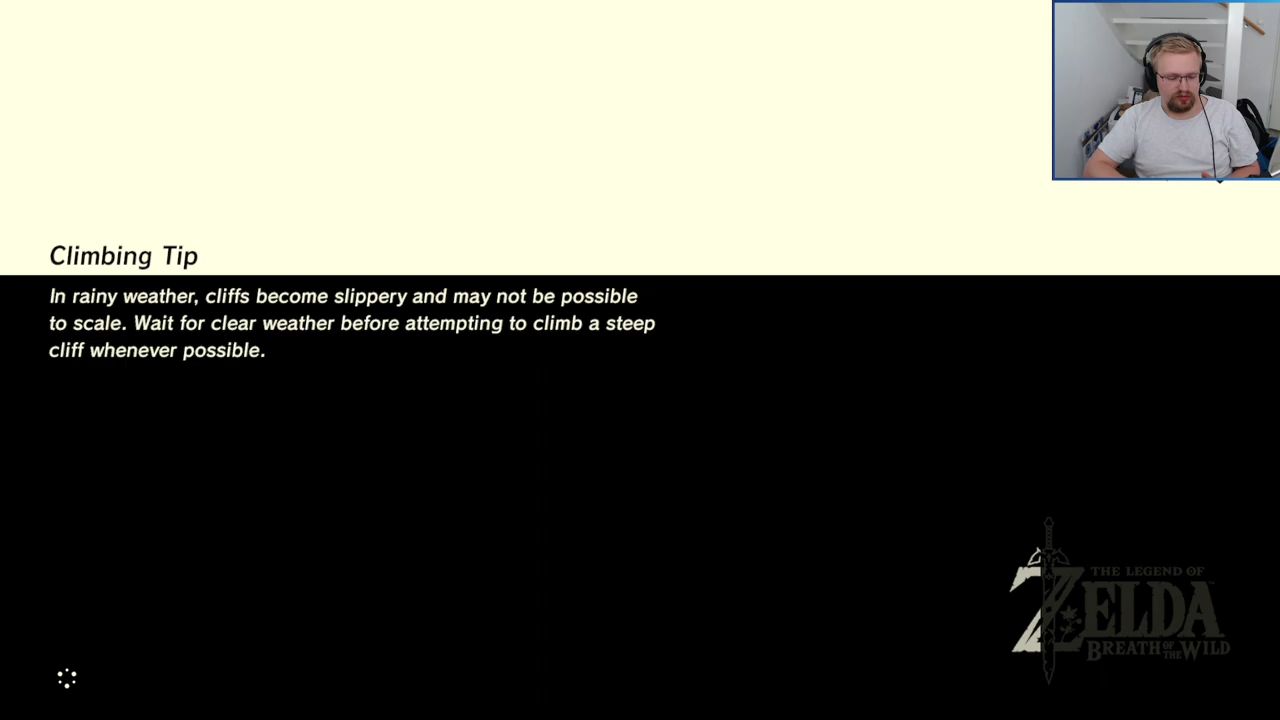 Climbing Tip
In rainy weather, cliffs become slippery and may not be possible
to scale. Wait for clear weather before attempting to climb a steep
cliff whenever possible.
THE LEGEND OF
ZELDA
BREATH OF THE WILD